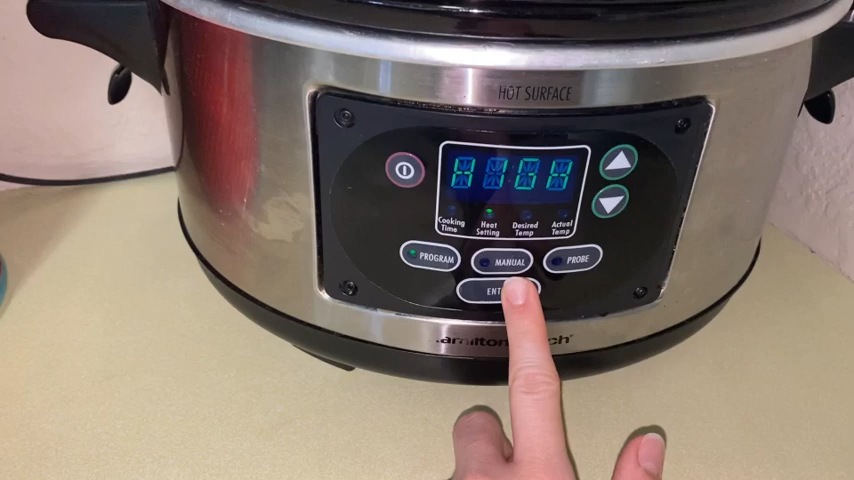 HOT SURFACE
HIGH
Cooking Time
Heat Setting
Desired Temp
Actual Temp
PROGRAM
MANUAL
PROBE